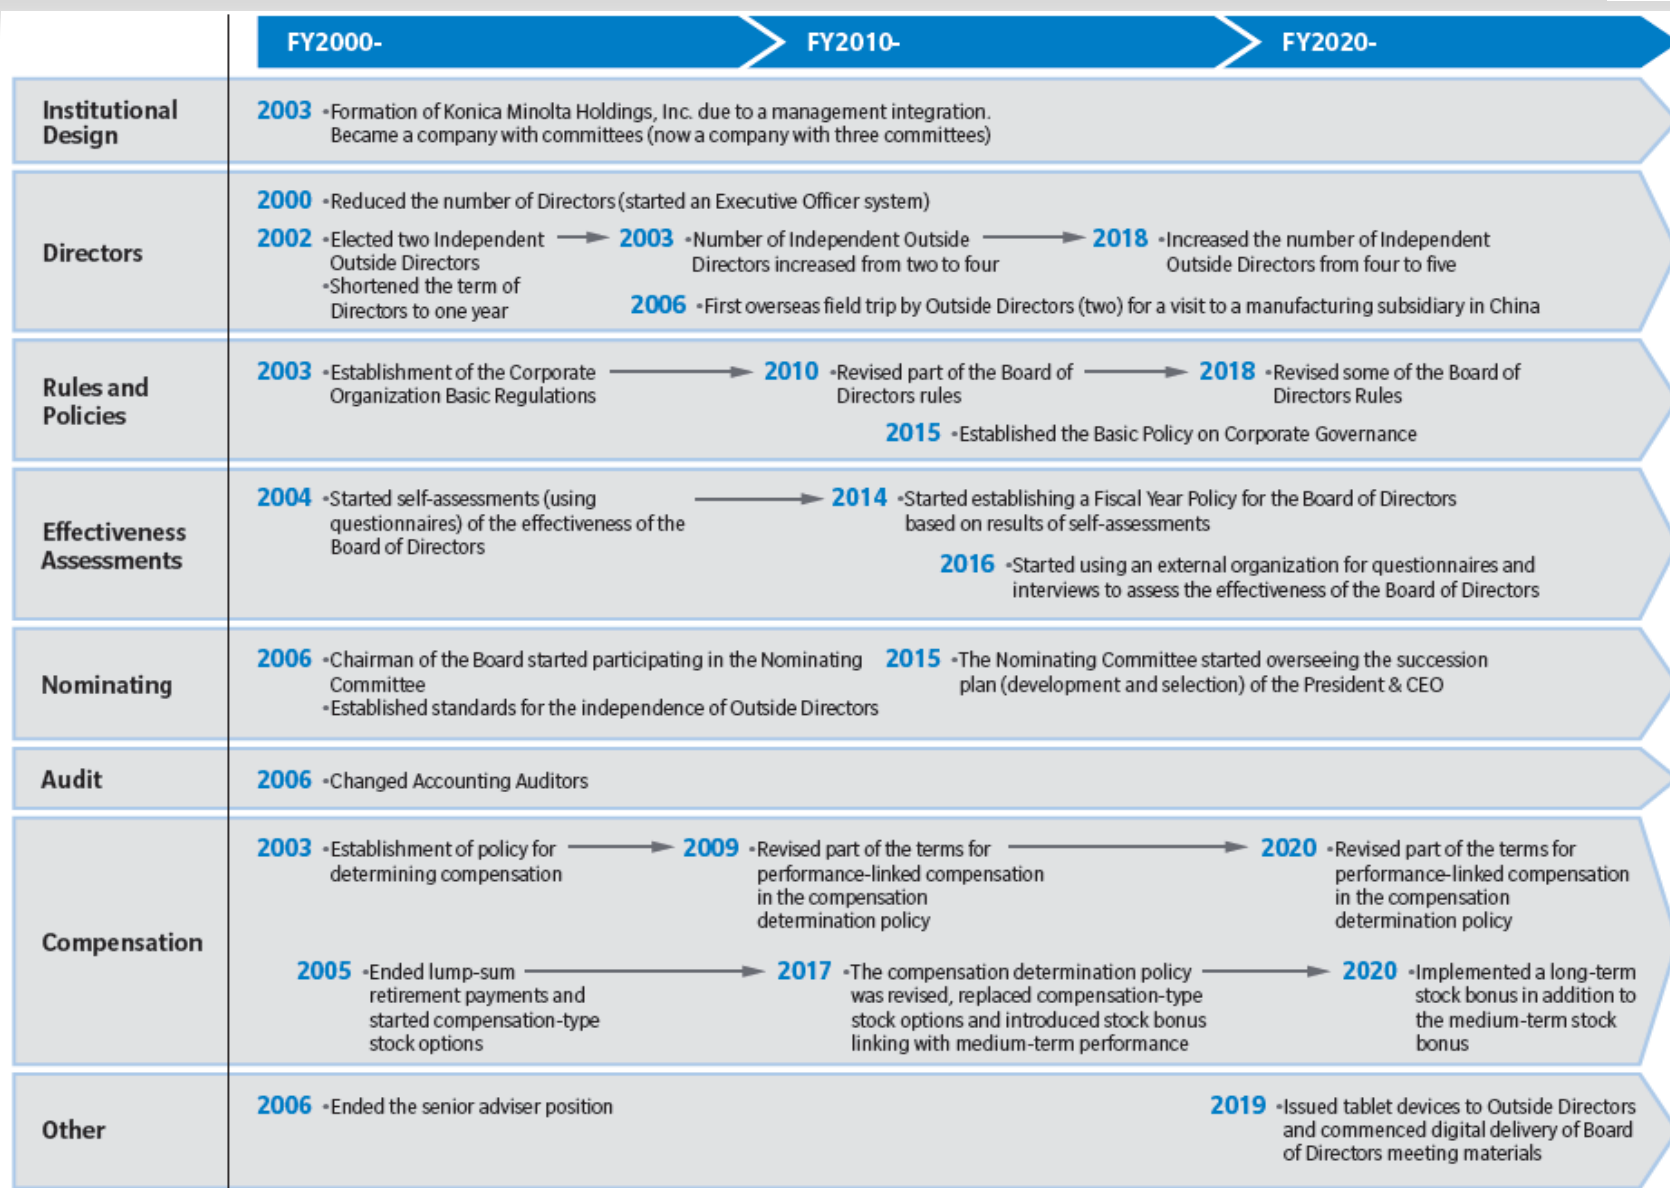 FY2000-
FY2010-
FY2020-
Institutional
Design
2003 •Formation of Konica Minolta Holdings, Inc. due to a management integration.
Became a company with committees (now a company with three committees)
Directors
2000 •Reduced the number of Directors (started an Executive Officer system)
2002 •Elected two Independent
Outside Directors
•Shortened the term of
Directors to one year
2003 •Number of Independent Outside
Directors increased from two to four
2018 •Increased the number of Independent
Outside Directors from four to five
2006 •First overseas field trip by Outside Directors (two) for a visit to a manufacturing subsidiary in China
Rules and
Policies
2003 •Establishment of the Corporate
Organization Basic Regulations
2010 •Revised part of the Board of
Directors rules
2018 •Revised some of the Board of
Directors Rules
2015 •Established the Basic Policy on Corporate Governance
Effectiveness
Assessments
2004 •Started self-assessments (using
questionnaires) of the effectiveness of the
Board of Directors
2014 •Started establishing a Fiscal Year Policy for the Board of Directors
based on results of self-assessments
2016 •Started using an external organization for questionnaires and
interviews to assess the effectiveness of the Board of Directors
Nominating
2006 •Chairman of the Board started participating in the Nominating
Committee
•Established standards for the independence of Outside Directors
2015 •The Nominating Committee started overseeing the succession
plan (development and selection) of the President & CEO
Audit
2006 •Changed Accounting Auditors
Compensation
2003 •Establishment of policy for
determining compensation
2009 •Revised part of the terms for
performance-linked compensation
in the compensation
determination policy
2020 •Revised part of the terms for
performance-linked compensation
in the compensation
determination policy
2005 •Ended lump-sum
retirement payments and
started compensation-type
stock options
2017 •The compensation determination policy
was revised, replaced compensation-type
stock options and introduced stock bonus
linking with medium-term performance
2020 •Implemented a long-term
stock bonus in addition to
the medium-term stock
bonus
Other
2006 •Ended the senior adviser position
2019 •Issued tablet devices to Outside Directors
and commenced digital delivery of Board
of Directors meeting materials